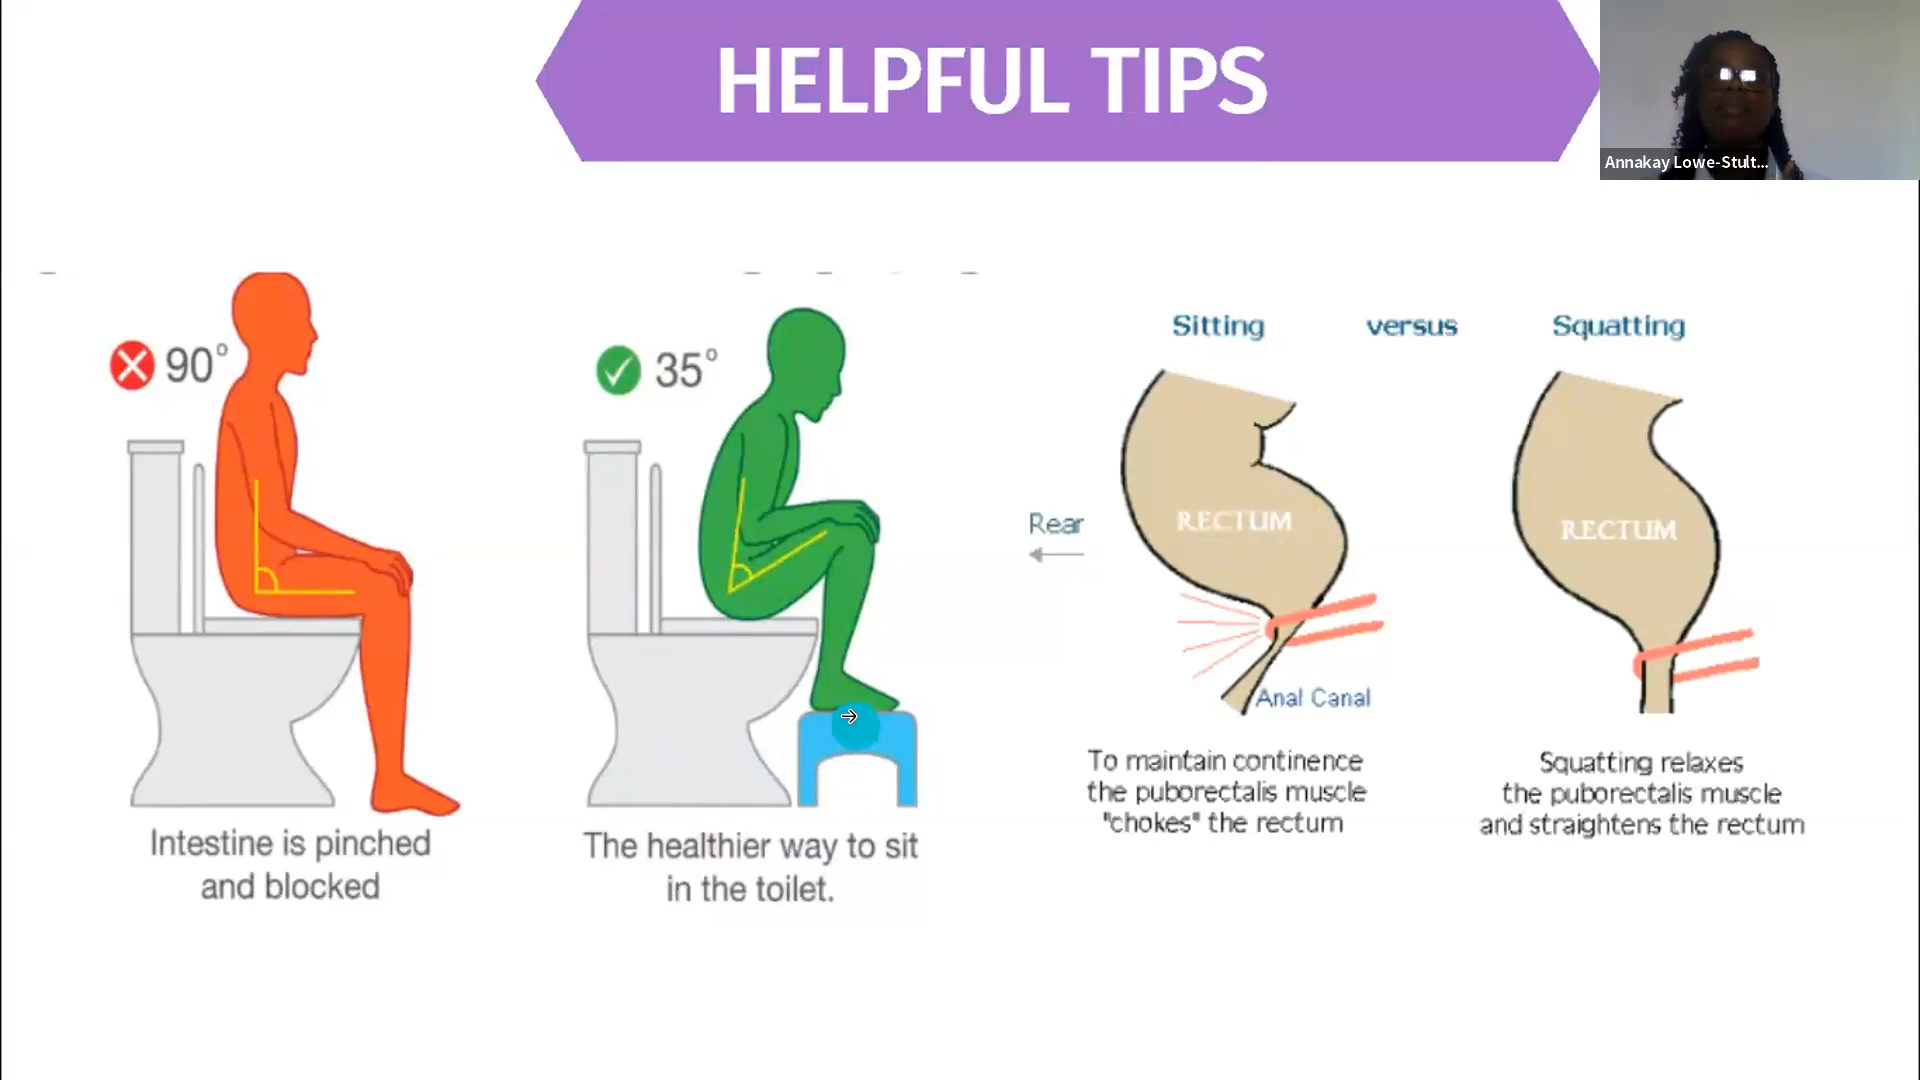 HELPFUL TIPS
Annakay Lowe-Stult...
90°
35°
Intestine is pinched
and blocked
The healthier way to sit
in the toilet.
Sitting versus Squatting
Rear
RECTUM
RECTUM
Anal Canal
To maintain continence
the puborectalis muscle
"chokes" the rectum
Squatting relaxes
the puborectalis muscle
and straightens the rectum